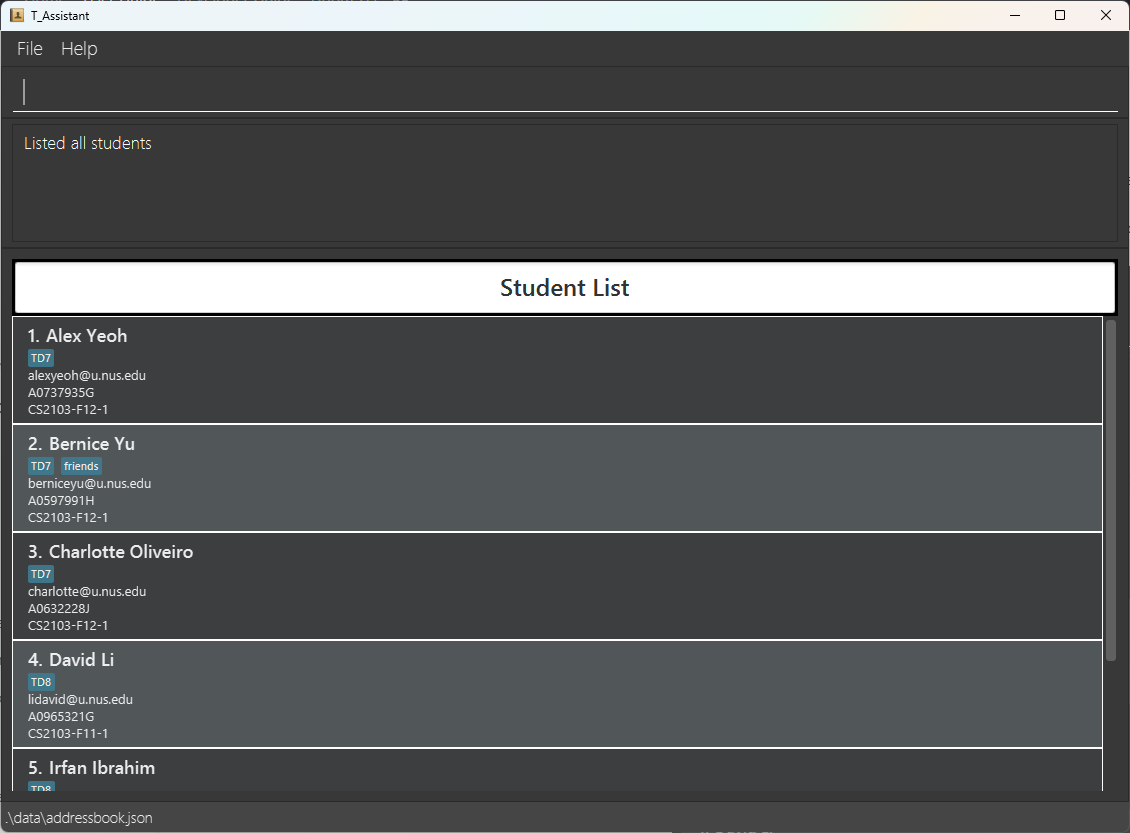 T_Assistant
File Help
Listed all students
Student List
1. Alex Yeoh
TD7
alexyeoh@u.nus.edu
A0737935G
CS2103-F12-1
2. Bernice Yu
TD7 friends
berniceyu@u.nus.edu
A0597991H
CS2103-F12-1
3. Charlotte Oliveiro
TD7
charlotte@u.nus.edu
A0632228J
CS2103-F12-1
4. David Li
TD8
lidavid@u.nus.edu
A0965321G
CS2103-F11-1
5. Irfan Ibrahim
TD8
.\data\addressbook.json